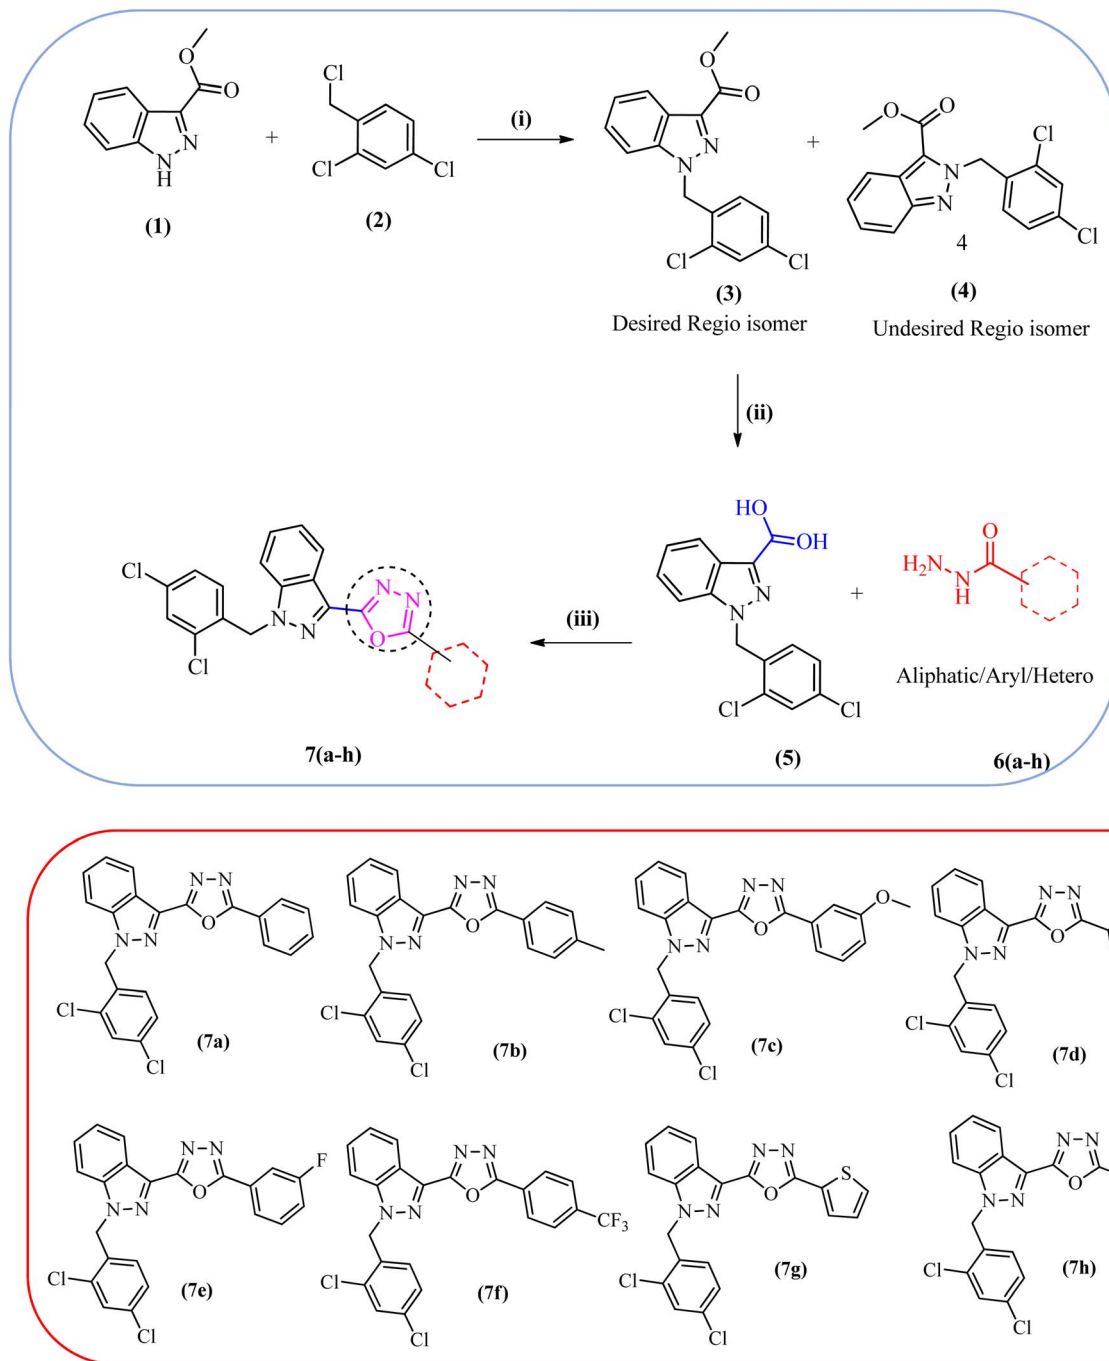 O
O
N
N
H
(1)
+
Cl
Cl
Cl
(2)
(i)
O
O
N
N
Cl
Cl
(3)
Desired Regio isomer
+
O
O
N
N
Cl
Cl
4
(4)
Undesired Regio isomer
(ii)
HO
OH
N
N
Cl
Cl
(5)
+
O
H2N
N
H
Aliphatic/Aryl/Hetero
6(a-h)
(iii)
Cl
Cl
N
N
N
N
O
7(a-h)
N
N
O
N
N
Cl
Cl
(7a)
N
N
O
N
N
Cl
Cl
(7b)
N
N
O
N
N
O
Cl
Cl
(7c)
N
N
O
N
N
Cl
Cl
(7d)
N
N
O
N
N
F
Cl
Cl
(7e)
N
N
O
N
N
CF3
Cl
Cl
(7f)
N
N
O
N
N
S
Cl
Cl
(7g)
N
N
O
N
N
Cl
Cl
(7h)